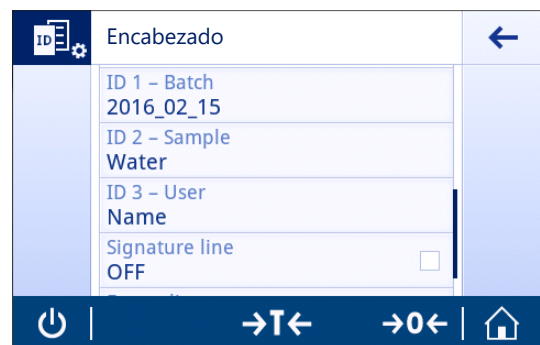 ID
Encabezado
ID 1 – Batch
2016_02_15
ID 2 – Sample
Water
ID 3 – User
Name
Signature line
OFF
→T←
→0←